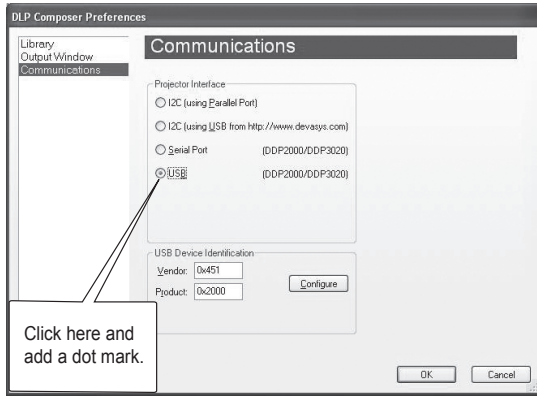 DLP Composer Preferences
Library
Output Window
Communications
Communications
Projector Interface
I2C (using Parallel Port)
I2C (using USB from http://www.devasys.com)
Serial Port (DDP2000/DDP3020)
USB (DDP2000/DDP3020)
USB Device Identification
Vendor: 0x451
Product: 0x2000
Configure
Click here and
add a dot mark.
OK Cancel